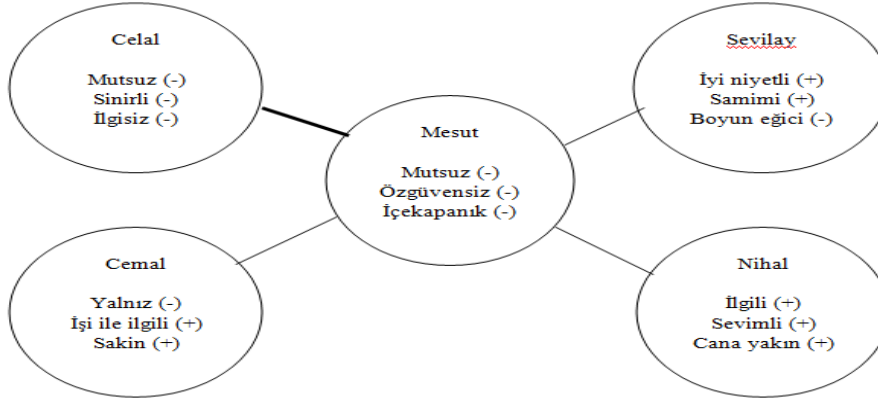 Celal
Mutsuz (-)
Sinirli (-)
İlgisiz (-)
Sevilay
İyi niyetli (+)
Samimi (+)
Boyun eğici (-)
Mesut
Mutsuz (-)
Özgüvensiz (-)
İçekapanık (-)
Cemal
Yalnız (-)
İşi ile ilgili (+)
Sakin (+)
Nihal
İlgili (+)
Sevimli (+)
Cana yakın (+)